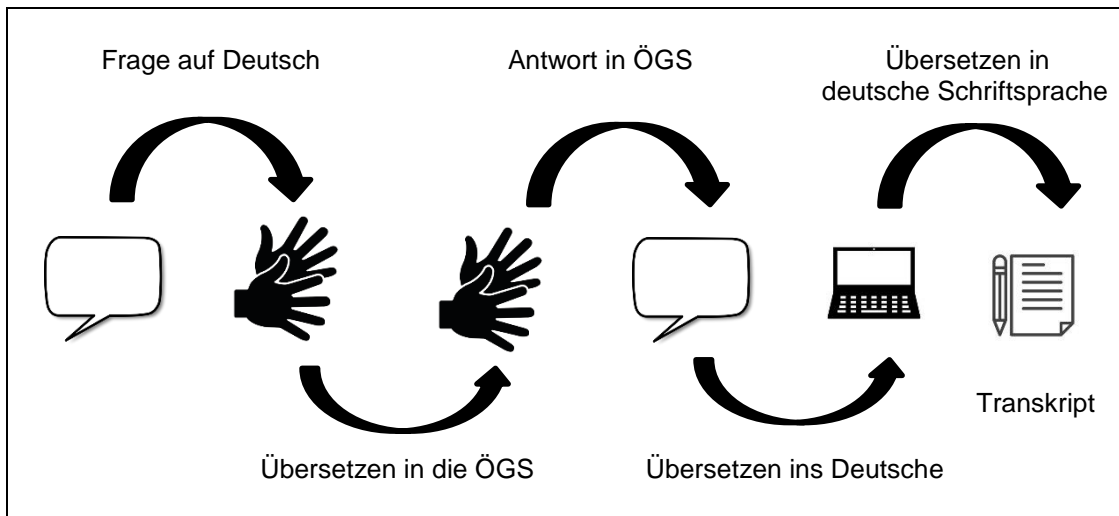 Frage auf Deutsch
Antwort in ÖGS
Übersetzen in
deutsche Schriftsprache
Transkript
Übersetzen in die ÖGS
Übersetzen ins Deutsche